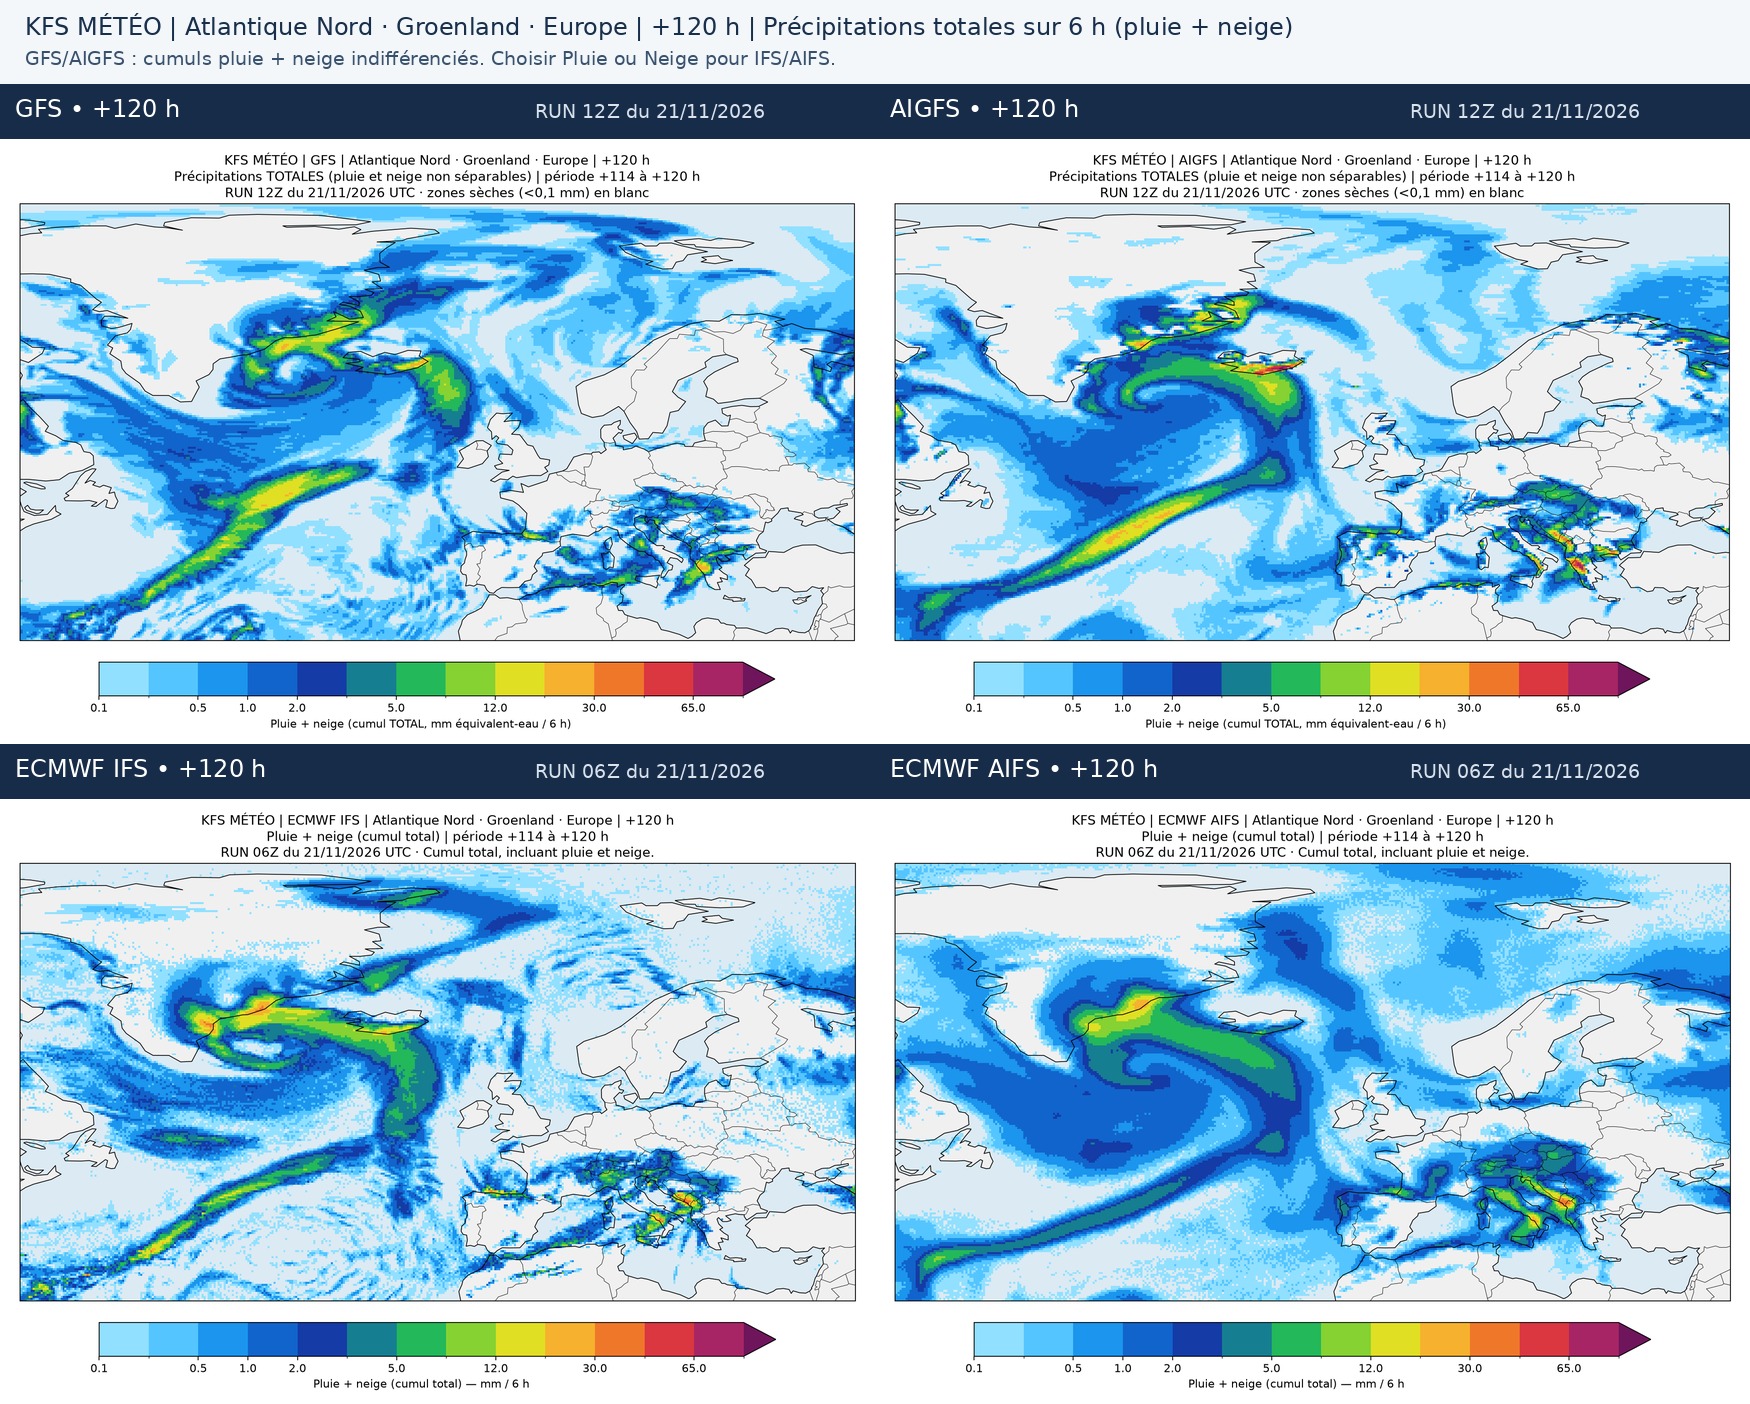 KFS MÉTÉO | Atlantique Nord · Groenland · Europe | +120 h | Précipitations totales sur 6 h (pluie + neige)
GFS/AIGFS : cumuls pluie + neige indifférenciés. Choisir Pluie ou Neige pour IFS/AIFS.
GFS • +120 h
RUN 12Z du 21/11/2026
AIGFS • +120 h
RUN 12Z du 21/11/2026
KFS MÉTÉO | GFS | Atlantique Nord · Groenland · Europe | +120 h
Précipitations TOTALES (pluie et neige non séparables) | période +114 à +120 h
RUN 12Z du 21/11/2026 UTC · zones sèches (<0,1 mm) en blanc
KFS MÉTÉO | AIGFS | Atlantique Nord · Groenland · Europe | +120 h
Précipitations TOTALES (pluie et neige non séparables) | période +114 à +120 h
RUN 12Z du 21/11/2026 UTC · zones sèches (<0,1 mm) en blanc
0.1 0.5 1.0 2.0 5.0 12.0 30.0 65.0
Pluie + neige (cumul TOTAL, mm équivalent-eau / 6 h)
0.1 0.5 1.0 2.0 5.0 12.0 30.0 65.0
Pluie + neige (cumul TOTAL, mm équivalent-eau / 6 h)
ECMWF IFS • +120 h
RUN 06Z du 21/11/2026
ECMWF AIFS • +120 h
RUN 06Z du 21/11/2026
KFS MÉTÉO | ECMWF IFS | Atlantique Nord · Groenland · Europe | +120 h
Pluie + neige (cumul total) | période +114 à +120 h
RUN 06Z du 21/11/2026 UTC · Cumul total, incluant pluie et neige.
KFS MÉTÉO | ECMWF AIFS | Atlantique Nord · Groenland · Europe | +120 h
Pluie + neige (cumul total) | période +114 à +120 h
RUN 06Z du 21/11/2026 UTC · Cumul total, incluant pluie et neige.
0.1 0.5 1.0 2.0 5.0 12.0 30.0 65.0
Pluie + neige (cumul total) — mm / 6 h
0.1 0.5 1.0 2.0 5.0 12.0 30.0 65.0
Pluie + neige (cumul total) — mm / 6 h